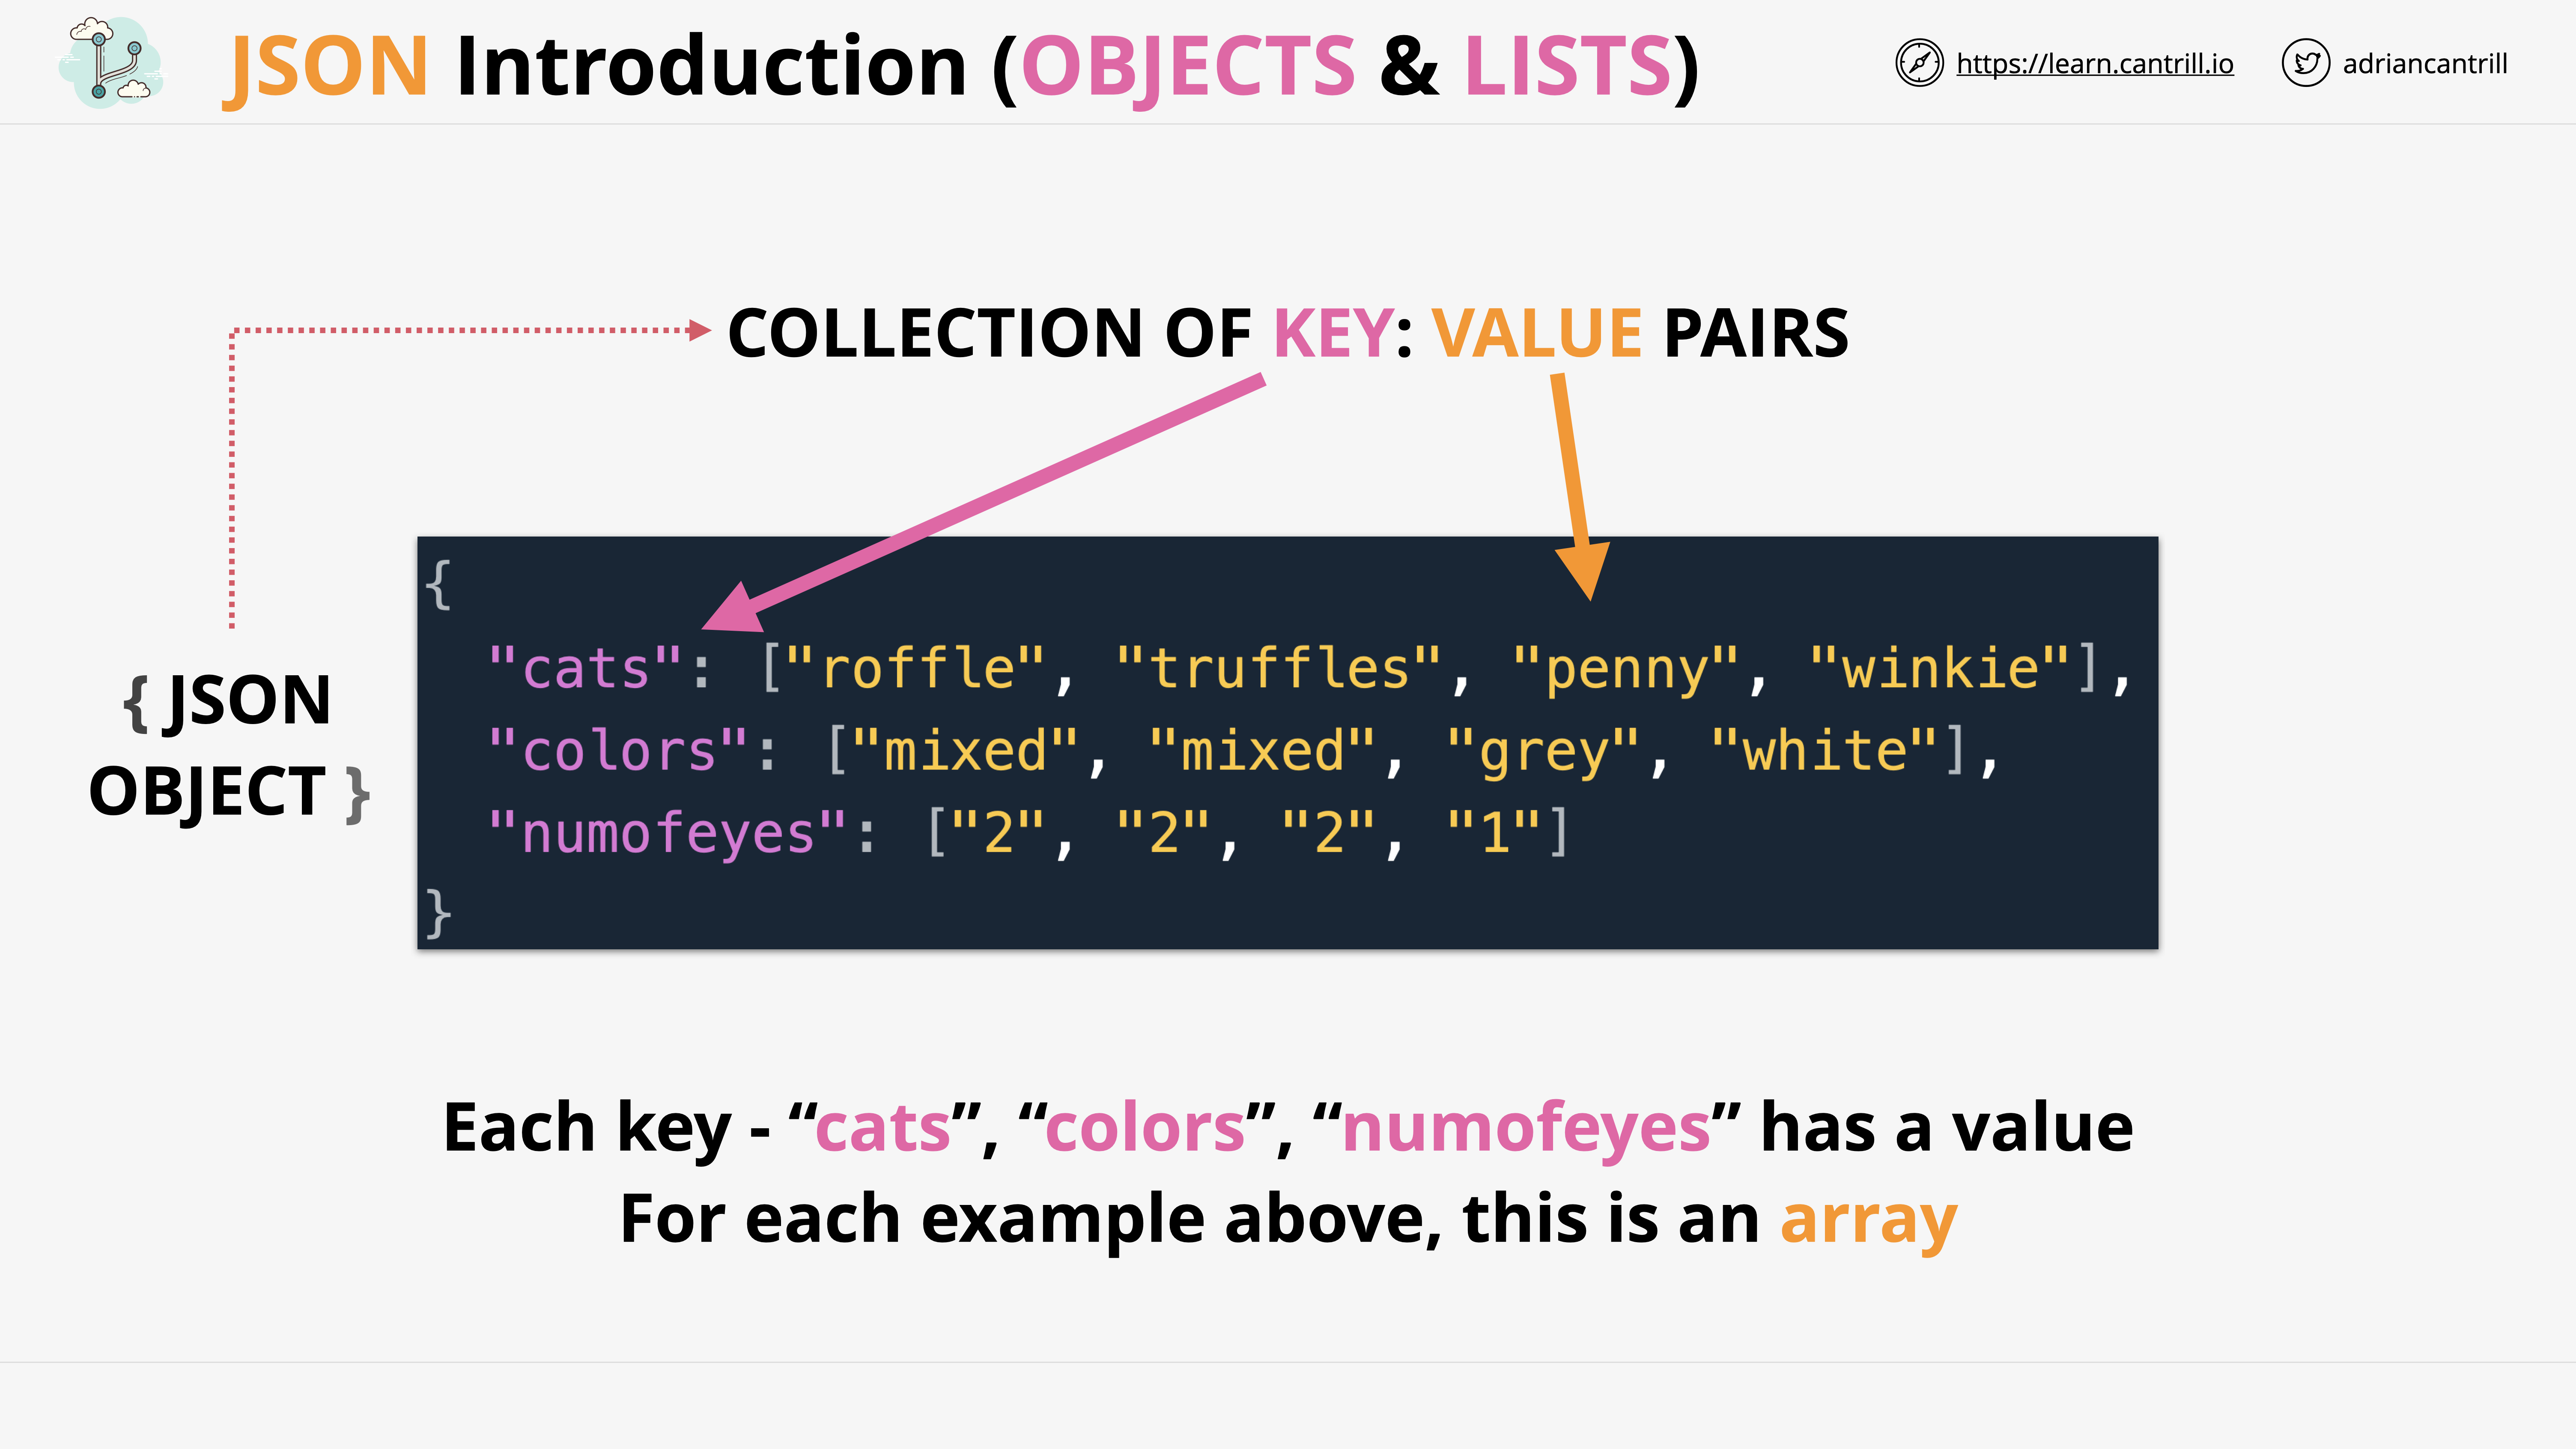 JSON Introduction (OBJECTS & LISTS)
https://learn.cantrill.io
adriancantrill
COLLECTION OF KEY: VALUE PAIRS
{ JSON
OBJECT }
{
"cats": ["roffle", "truffles", "penny", "winkie"],
"colors": ["mixed", "mixed", "grey", "white"],
"numofeyes": ["2", "2", "2", "1"]
}
Each key - “cats”, “colors”, “numofeyes” has a value
For each example above, this is an array